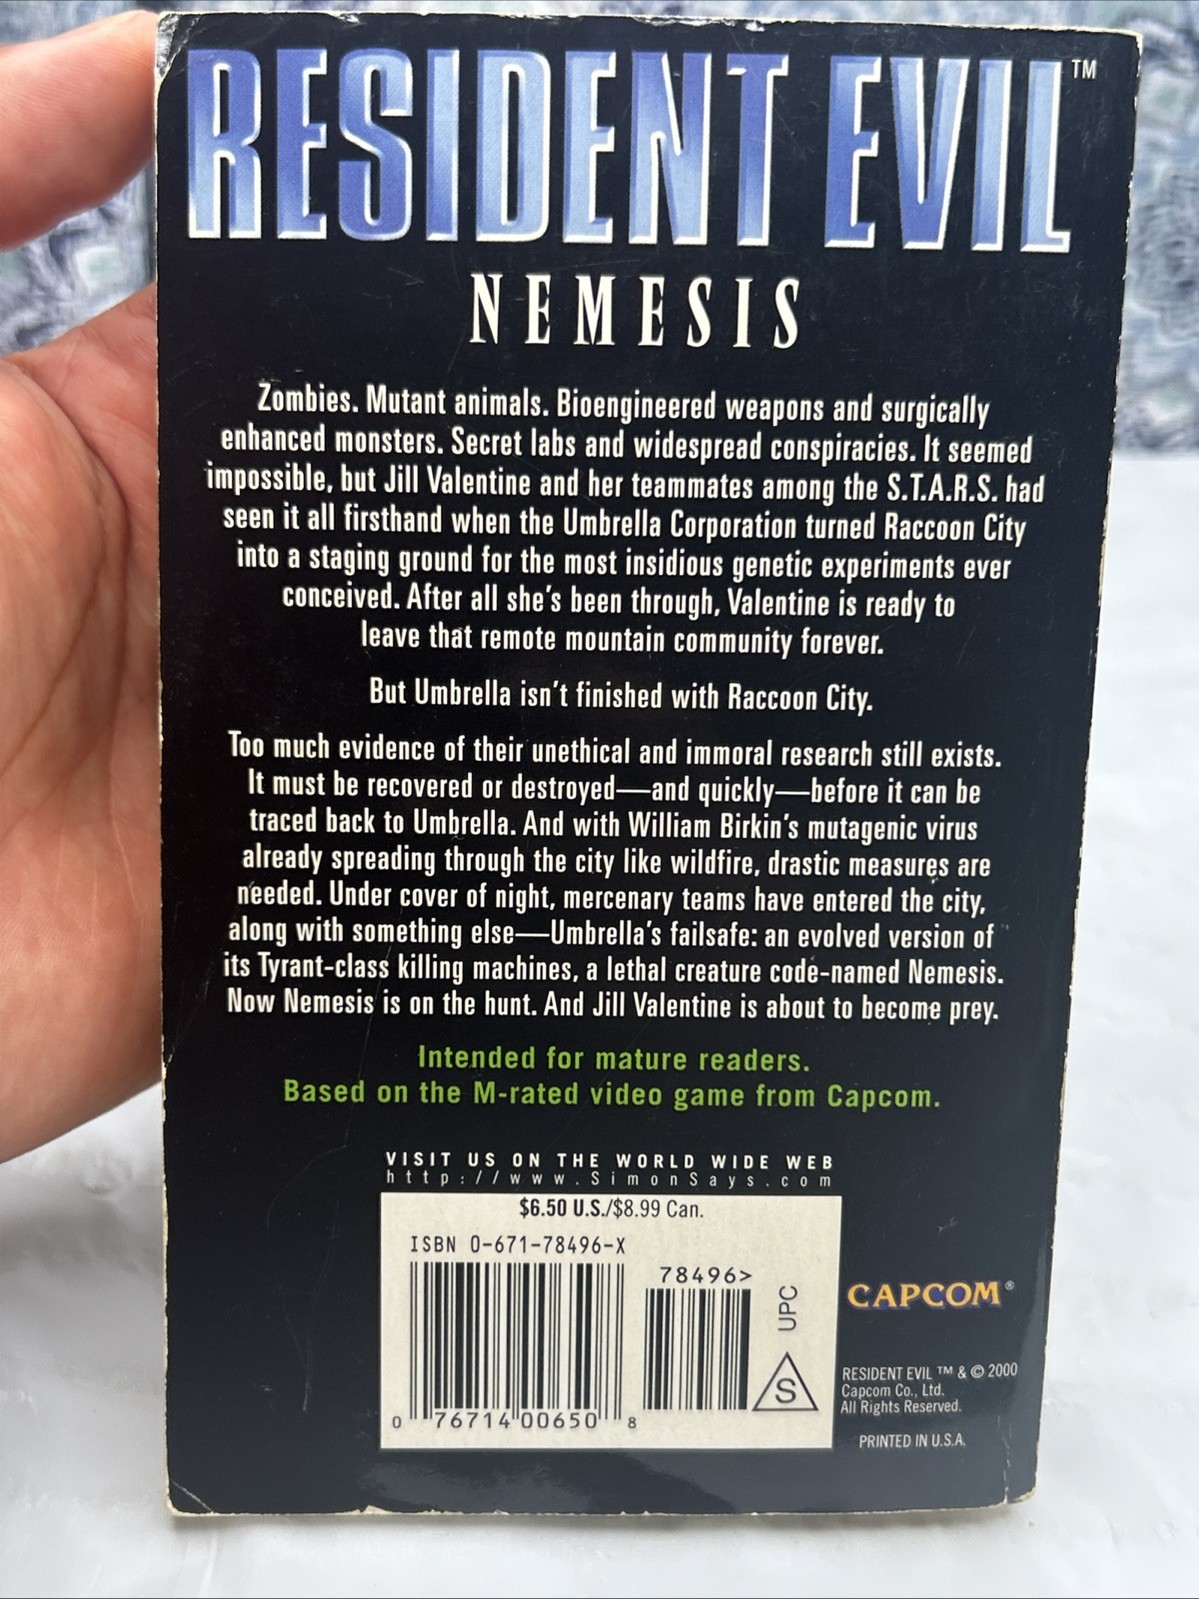 RESIDENT EVIL™
NEMESIS
Zombies. Mutant animals. Bioengineered weapons and surgically
enhanced monsters. Secret labs and widespread conspiracies. It seemed
impossible, but Jill Valentine and her teammates among the S.T.A.R.S. had
seen it all firsthand when the Umbrella Corporation turned Raccoon City
into a staging ground for the most insidious genetic experiments ever
conceived. After all she's been through, Valentine is ready to
leave that remote mountain community forever.
But Umbrella isn't finished with Raccoon City.
Too much evidence of their unethical and immoral research still exists.
It must be recovered or destroyed—and quickly—before it can be
traced back to Umbrella. And with William Birkin's mutagenic virus
already spreading through the city like wildfire, drastic measures are
needed. Under cover of night, mercenary teams have entered the city,
along with something else—Umbrella's failsafe: an evolved version of
its Tyrant-class killing machines, a lethal creature code-named Nemesis.
Now Nemesis is on the hunt. And Jill Valentine is about to become prey.
Intended for mature readers.
Based on the M-rated video game from Capcom.
VISIT US ON THE WORLD WIDE WEB
http://www.SimonSays.com
$6.50 U.S./$8.99 Can.
ISBN 0-671-78496-X
78496>
UPC
S
0 76714 00650 8
CAPCOM®
RESIDENT EVIL ™ & © 2000
Capcom Co., Ltd.
All Rights Reserved.
PRINTED IN U.S.A.